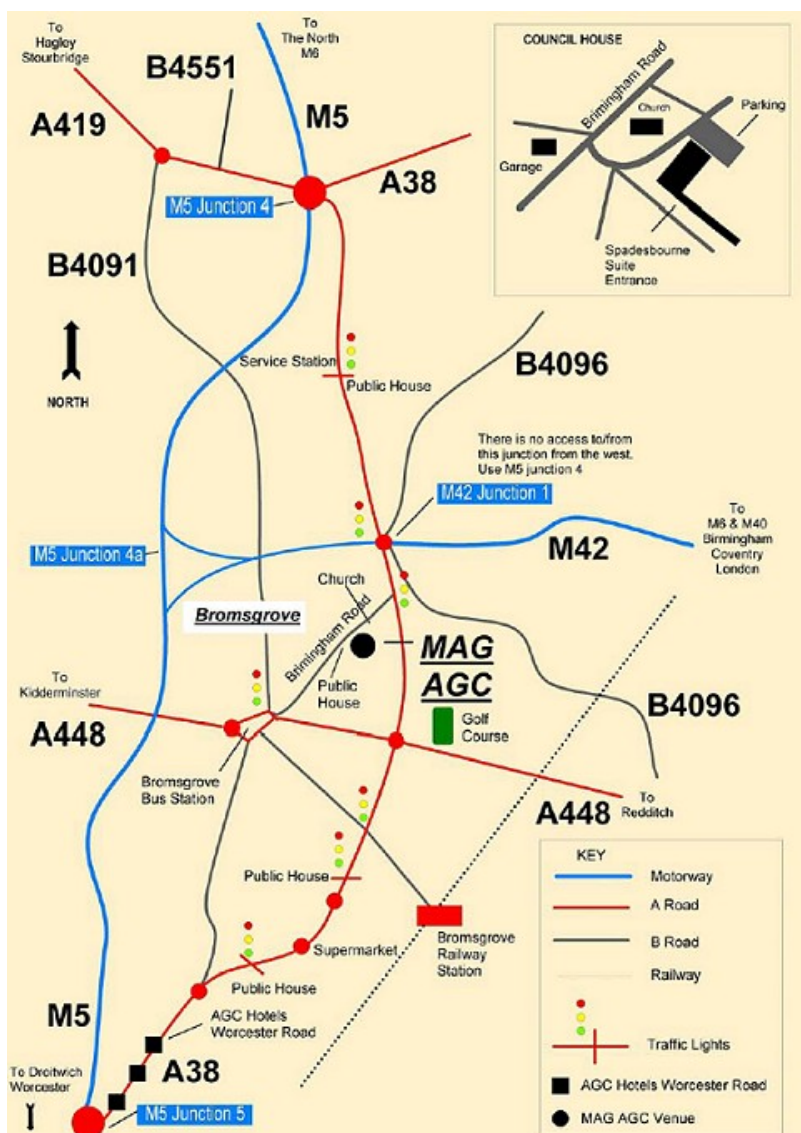 To
Hagley
Stourbridge
B4551
To
The North
M6
M5
A419
A38
M5 Junction 4
B4091
NORTH
COUNCIL HOUSE
Brimingham Road
Church
Parking
Garage
Spadesbourne
Suite
Entrance
Service Station
Public House
B4096
There is no access to/from
this junction from the west.
Use M5 junction 4
M42 Junction 1
To
M6 & M40
Birmingham
Coventry
London
M42
M5 Junction 4a
Church
Bromsgrove
Brimingham Road
Public
House
MAG
AGC
To
Kidderminster
A448
Golf
Course
B4096
Bromsgrove
Bus Station
A448
To
Redditch
Public House
Supermarket
Bromsgrove
Railway
Station
Public House
M5
AGC Hotels
Worcester Road
A38
To Droitwich
Worcester
M5 Junction 5
KEY
Motorway
A Road
B Road
Railway
Traffic Lights
AGC Hotels Worcester Road
MAG AGC Venue